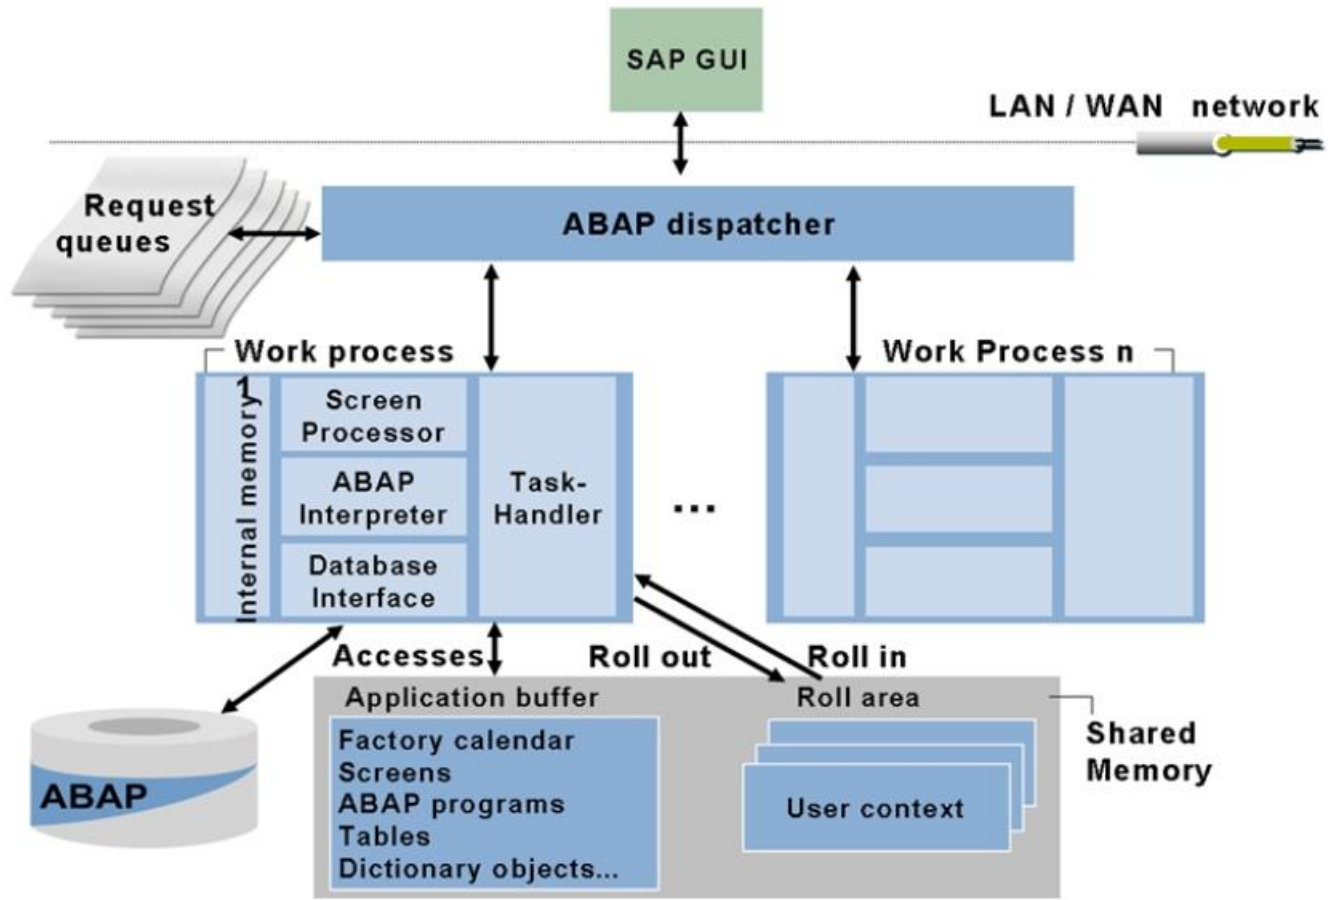 SAP GUI
LAN / WAN network
Request
queues
ABAP dispatcher
Work process
1
Work Process n
Internal memory
Screen
Processor
ABAP
Interpreter
Database
Interface
Task-
Handler
...
Accesses
Roll out
Roll in
Application buffer
Factory calendar
Screens
ABAP programs
Tables
Dictionary objects...
Roll area
User context
Shared
Memory
ABAP